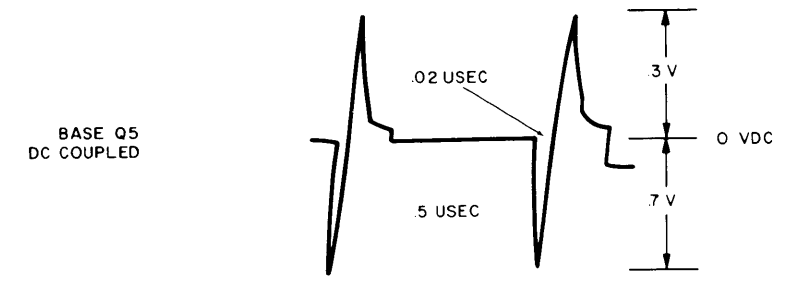 .02 USEC
.3 V
BASE Q5
DC COUPLED
0 VDC
.5 USEC
.7 V